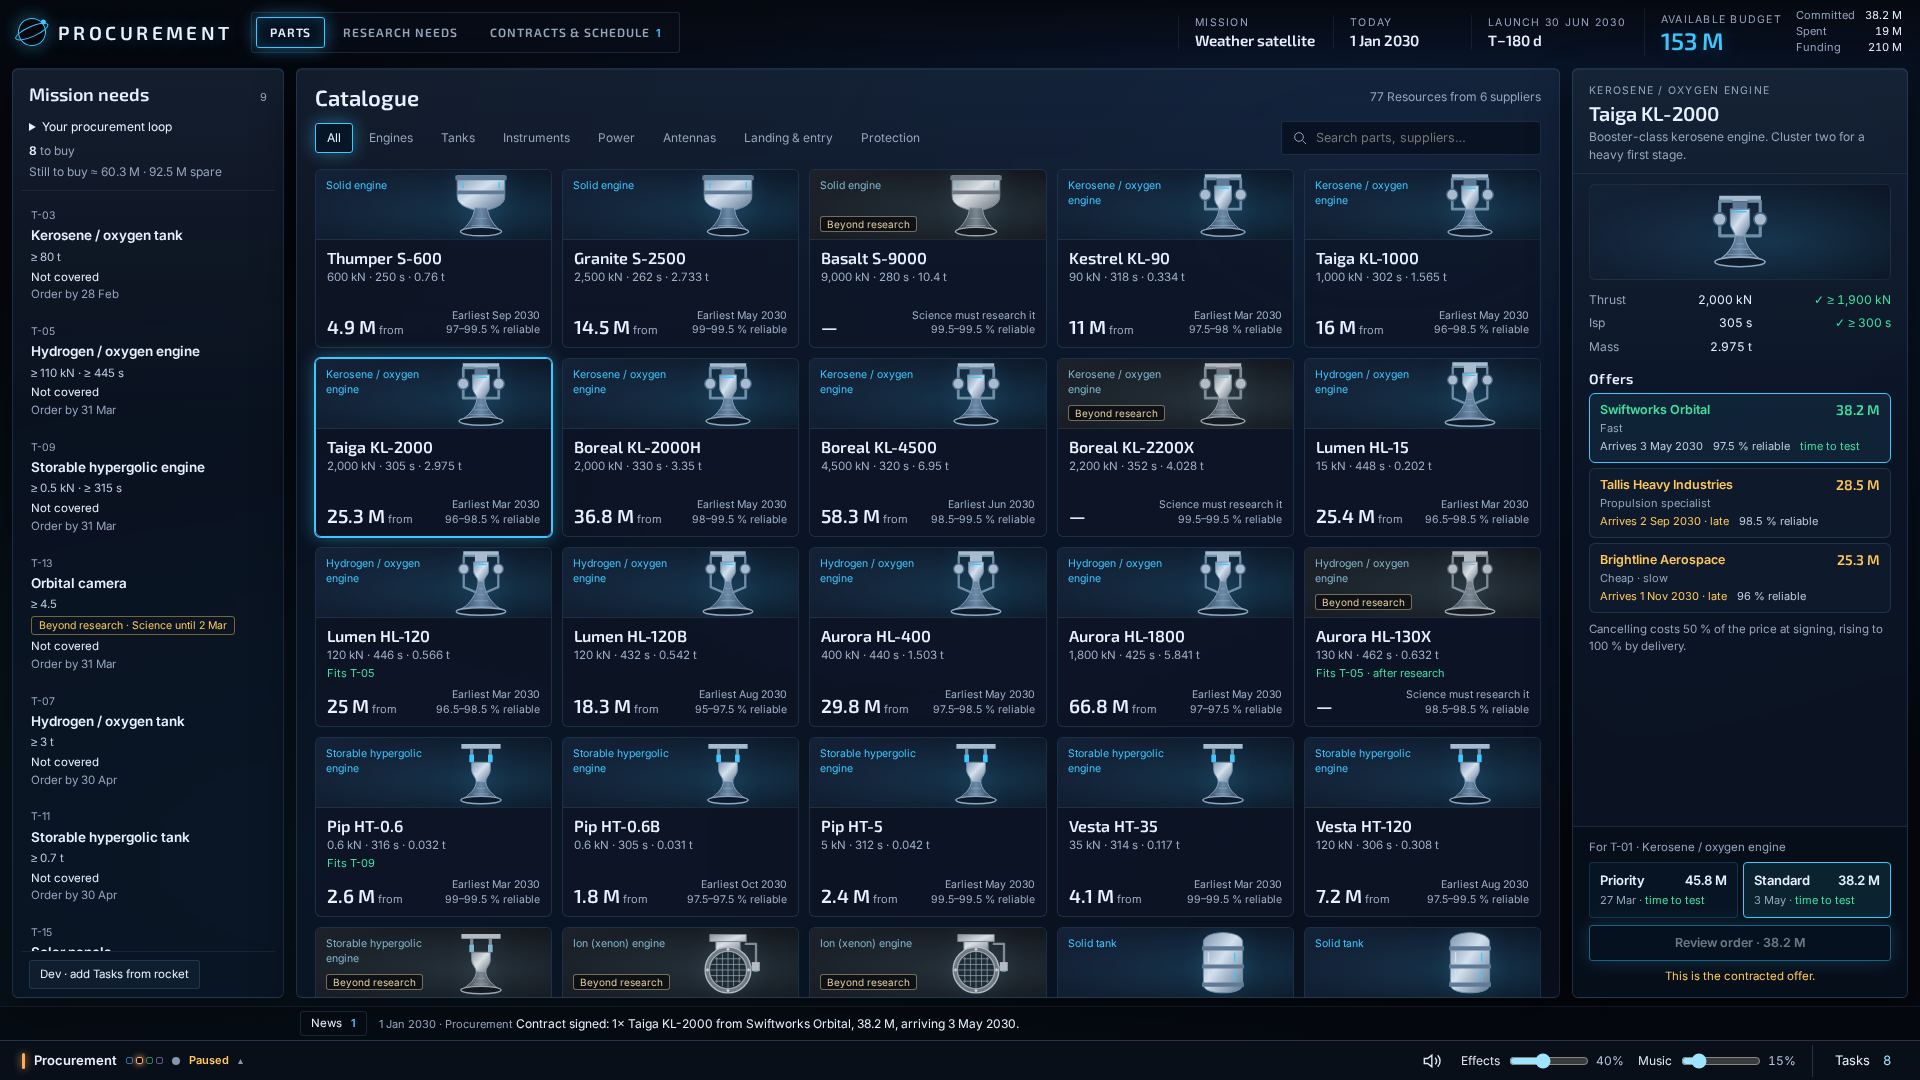 PROCUREMENT
PARTS
RESEARCH NEEDS
CONTRACTS & SCHEDULE 1
MISSION
Weather satellite
TODAY
1 Jan 2030
LAUNCH 30 JUN 2030
T−180 d
AVAILABLE BUDGET
153 M
Committed 38.2 M
Spent 19 M
Funding 210 M
Mission needs 9
▶ Your procurement loop
8 to buy
Still to buy ≈ 60.3 M · 92.5 M spare
T-03
Kerosene / oxygen tank
≥ 80 t
Not covered
Order by 28 Feb
T-05
Hydrogen / oxygen engine
≥ 110 kN · ≥ 445 s
Not covered
Order by 31 Mar
T-09
Storable hypergolic engine
≥ 0.5 kN · ≥ 315 s
Not covered
Order by 31 Mar
T-13
Orbital camera
≥ 4.5
Beyond research · Science until 2 Mar
Not covered
Order by 31 Mar
T-07
Hydrogen / oxygen tank
≥ 3 t
Not covered
Order by 30 Apr
T-11
Storable hypergolic tank
≥ 0.7 t
Not covered
Order by 30 Apr
T-15
Solar panels
Dev · add Tasks from rocket
Catalogue
77 Resources from 6 suppliers
All Engines Tanks Instruments Power Antennas Landing & entry Protection
Search parts, suppliers...
Solid engine
Thumper S-600
600 kN · 250 s · 0.76 t
4.9 M from
Earliest Sep 2030
97–99.5 % reliable
Solid engine
Granite S-2500
2,500 kN · 262 s · 2.733 t
14.5 M from
Earliest May 2030
99–99.5 % reliable
Solid engine
Beyond research
Basalt S-9000
9,000 kN · 280 s · 10.4 t
—
Science must research it
99.5–99.5 % reliable
Kerosene / oxygen engine
Kestrel KL-90
90 kN · 318 s · 0.334 t
11 M from
Earliest Mar 2030
97.5–98 % reliable
Kerosene / oxygen engine
Taiga KL-1000
1,000 kN · 302 s · 1.565 t
16 M from
Earliest May 2030
96–98.5 % reliable
Kerosene / oxygen engine
Taiga KL-2000
2,000 kN · 305 s · 2.975 t
25.3 M from
Earliest Mar 2030
96–98.5 % reliable
Kerosene / oxygen engine
Boreal KL-2000H
2,000 kN · 330 s · 3.35 t
36.8 M from
Earliest May 2030
98–99.5 % reliable
Kerosene / oxygen engine
Boreal KL-4500
4,500 kN · 320 s · 6.95 t
58.3 M from
Earliest Jun 2030
98.5–99.5 % reliable
Kerosene / oxygen engine
Beyond research
Boreal KL-2200X
2,200 kN · 352 s · 4.028 t
—
Science must research it
99.5–99.5 % reliable
Hydrogen / oxygen engine
Lumen HL-15
15 kN · 448 s · 0.202 t
25.4 M from
Earliest Mar 2030
96.5–98.5 % reliable
Hydrogen / oxygen engine
Lumen HL-120
120 kN · 446 s · 0.566 t
Fits T-05
25 M from
Earliest Mar 2030
96.5–98.5 % reliable
Hydrogen / oxygen engine
Lumen HL-120B
120 kN · 432 s · 0.542 t
18.3 M from
Earliest Aug 2030
95–97.5 % reliable
Hydrogen / oxygen engine
Aurora HL-400
400 kN · 440 s · 1.503 t
29.8 M from
Earliest May 2030
97.5–98.5 % reliable
Hydrogen / oxygen engine
Aurora HL-1800
1,800 kN · 425 s · 5.841 t
66.8 M from
Earliest May 2030
97–97.5 % reliable
Hydrogen / oxygen engine
Beyond research
Aurora HL-130X
130 kN · 462 s · 0.632 t
Fits T-05 · after research
—
Science must research it
98.5–98.5 % reliable
Storable hypergolic engine
Pip HT-0.6
0.6 kN · 316 s · 0.032 t
Fits T-09
2.6 M from
Earliest Mar 2030
99–99.5 % reliable
Storable hypergolic engine
Pip HT-0.6B
0.6 kN · 305 s · 0.031 t
1.8 M from
Earliest Oct 2030
97.5–97.5 % reliable
Storable hypergolic engine
Pip HT-5
5 kN · 312 s · 0.042 t
2.4 M from
Earliest May 2030
99–99.5 % reliable
Storable hypergolic engine
Vesta HT-35
35 kN · 314 s · 0.117 t
4.1 M from
Earliest Mar 2030
99–99.5 % reliable
Storable hypergolic engine
Vesta HT-120
120 kN · 306 s · 0.308 t
7.2 M from
Earliest Aug 2030
97.5–99.5 % reliable
Storable hypergolic engine
Beyond research
Ion (xenon) engine
Beyond research
Ion (xenon) engine
Beyond research
Solid tank
Solid tank
KEROSENE / OXYGEN ENGINE
Taiga KL-2000
Booster-class kerosene engine. Cluster two for a
heavy first stage.
Thrust 2,000 kN ✓ ≥ 1,900 kN
Isp 305 s ✓ ≥ 300 s
Mass 2.975 t
Offers
Swiftworks Orbital 38.2 M
Fast
Arrives 3 May 2030 97.5 % reliable time to test
Tallis Heavy Industries 28.5 M
Propulsion specialist
Arrives 2 Sep 2030 · late 98.5 % reliable
Brightline Aerospace 25.3 M
Cheap · slow
Arrives 1 Nov 2030 · late 96 % reliable
Cancelling costs 50 % of the price at signing, rising to
100 % by delivery.
For T-01 · Kerosene / oxygen engine
Priority 45.8 M
27 Mar · time to test
Standard 38.2 M
3 May · time to test
Review order · 38.2 M
This is the contracted offer.
News 1
1 Jan 2030 · Procurement Contract signed: 1× Taiga KL-2000 from Swiftworks Orbital, 38.2 M, arriving 3 May 2030.
Procurement Paused ▲
Effects 40%
Music 15%
Tasks 8